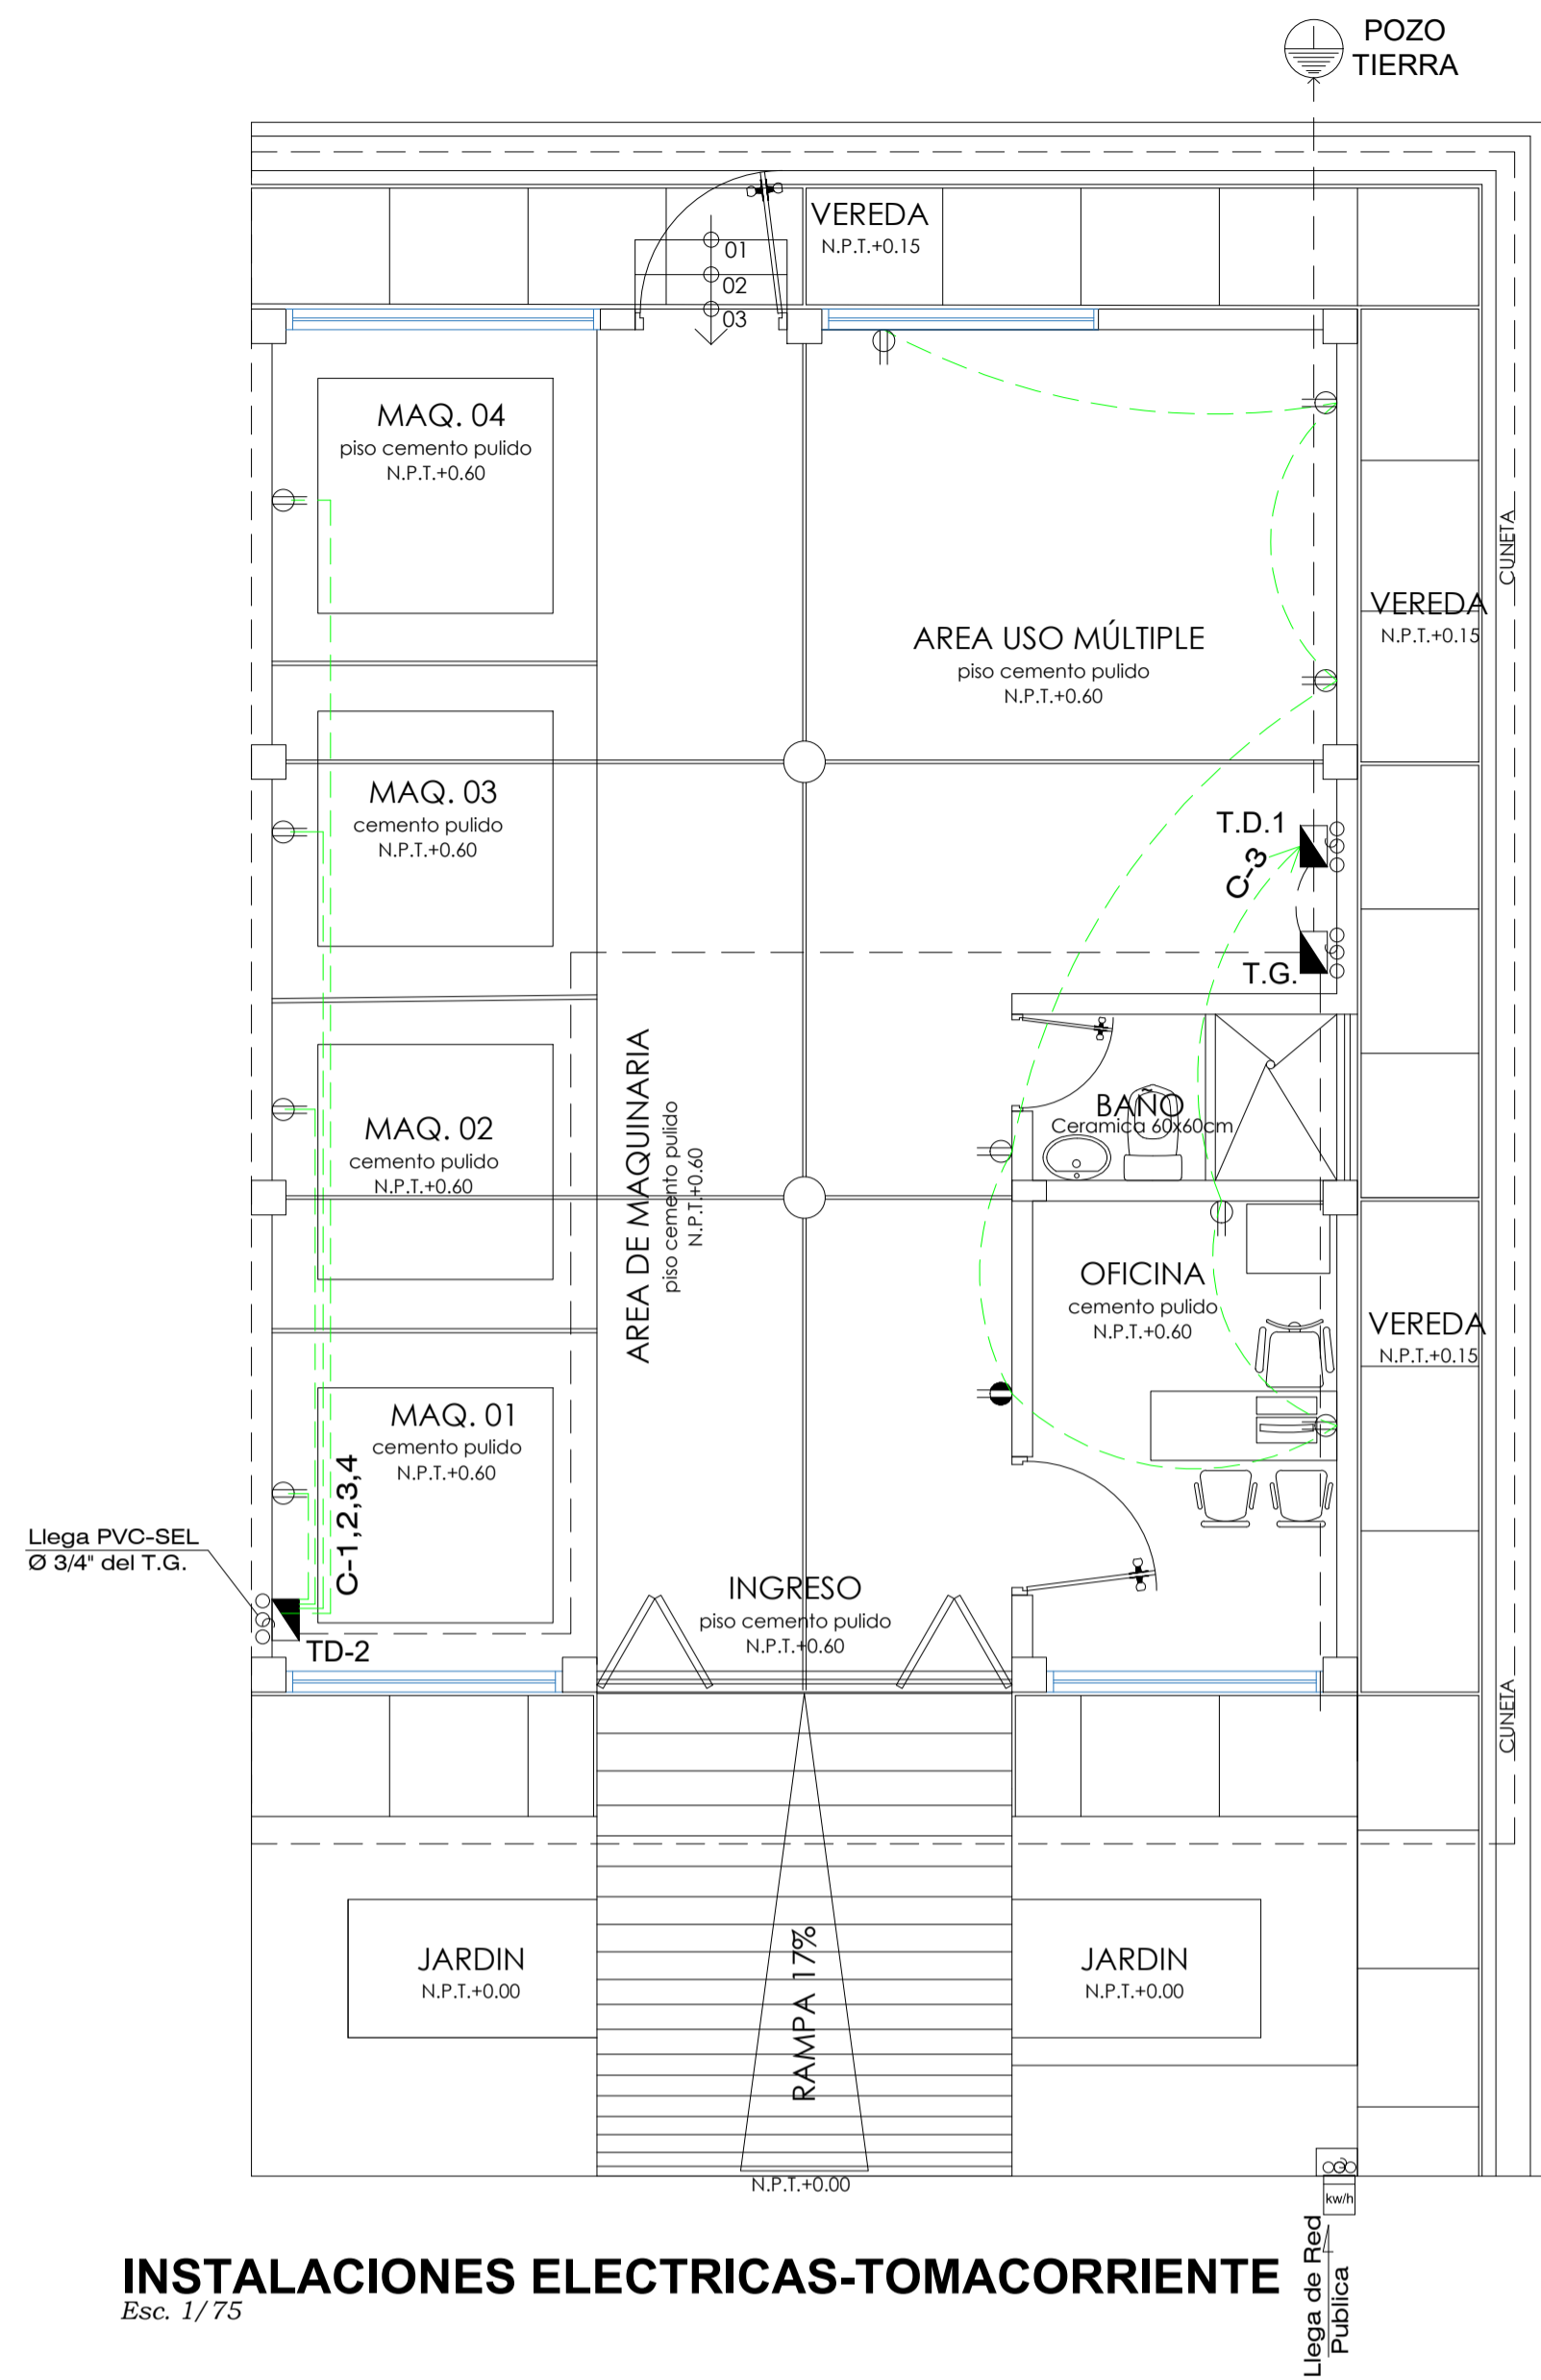 POZO
TIERRA
VEREDA
N.P.T.+0.15
01
02
03
MAQ. 04
piso cemento pulido
N.P.T.+0.60
CUNETA
VEREDA
N.P.T.+0.15
AREA USO MÚLTIPLE
piso cemento pulido
N.P.T.+0.60
MAQ. 03
cemento pulido
N.P.T.+0.60
T.D.1
C-3
T.G.
AREA DE MAQUINARIA
piso cemento pulido
N.P.T.+0.60
MAQ. 02
cemento pulido
N.P.T.+0.60
BAÑO
Ceramica 60x60cm
OFICINA
cemento pulido
N.P.T.+0.60
VEREDA
N.P.T.+0.15
MAQ. 01
cemento pulido
N.P.T.+0.60
C-1,2,3,4
Llega PVC-SEL
Ø 3/4" del T.G.
TD-2
INGRESO
piso cemento pulido
N.P.T.+0.60
CUNETA
JARDIN
N.P.T.+0.00
RAMPA 17%
JARDIN
N.P.T.+0.00
N.P.T.+0.00
kw/h
Llega de Red
Publica
INSTALACIONES ELECTRICAS-TOMACORRIENTE
Esc. 1/75